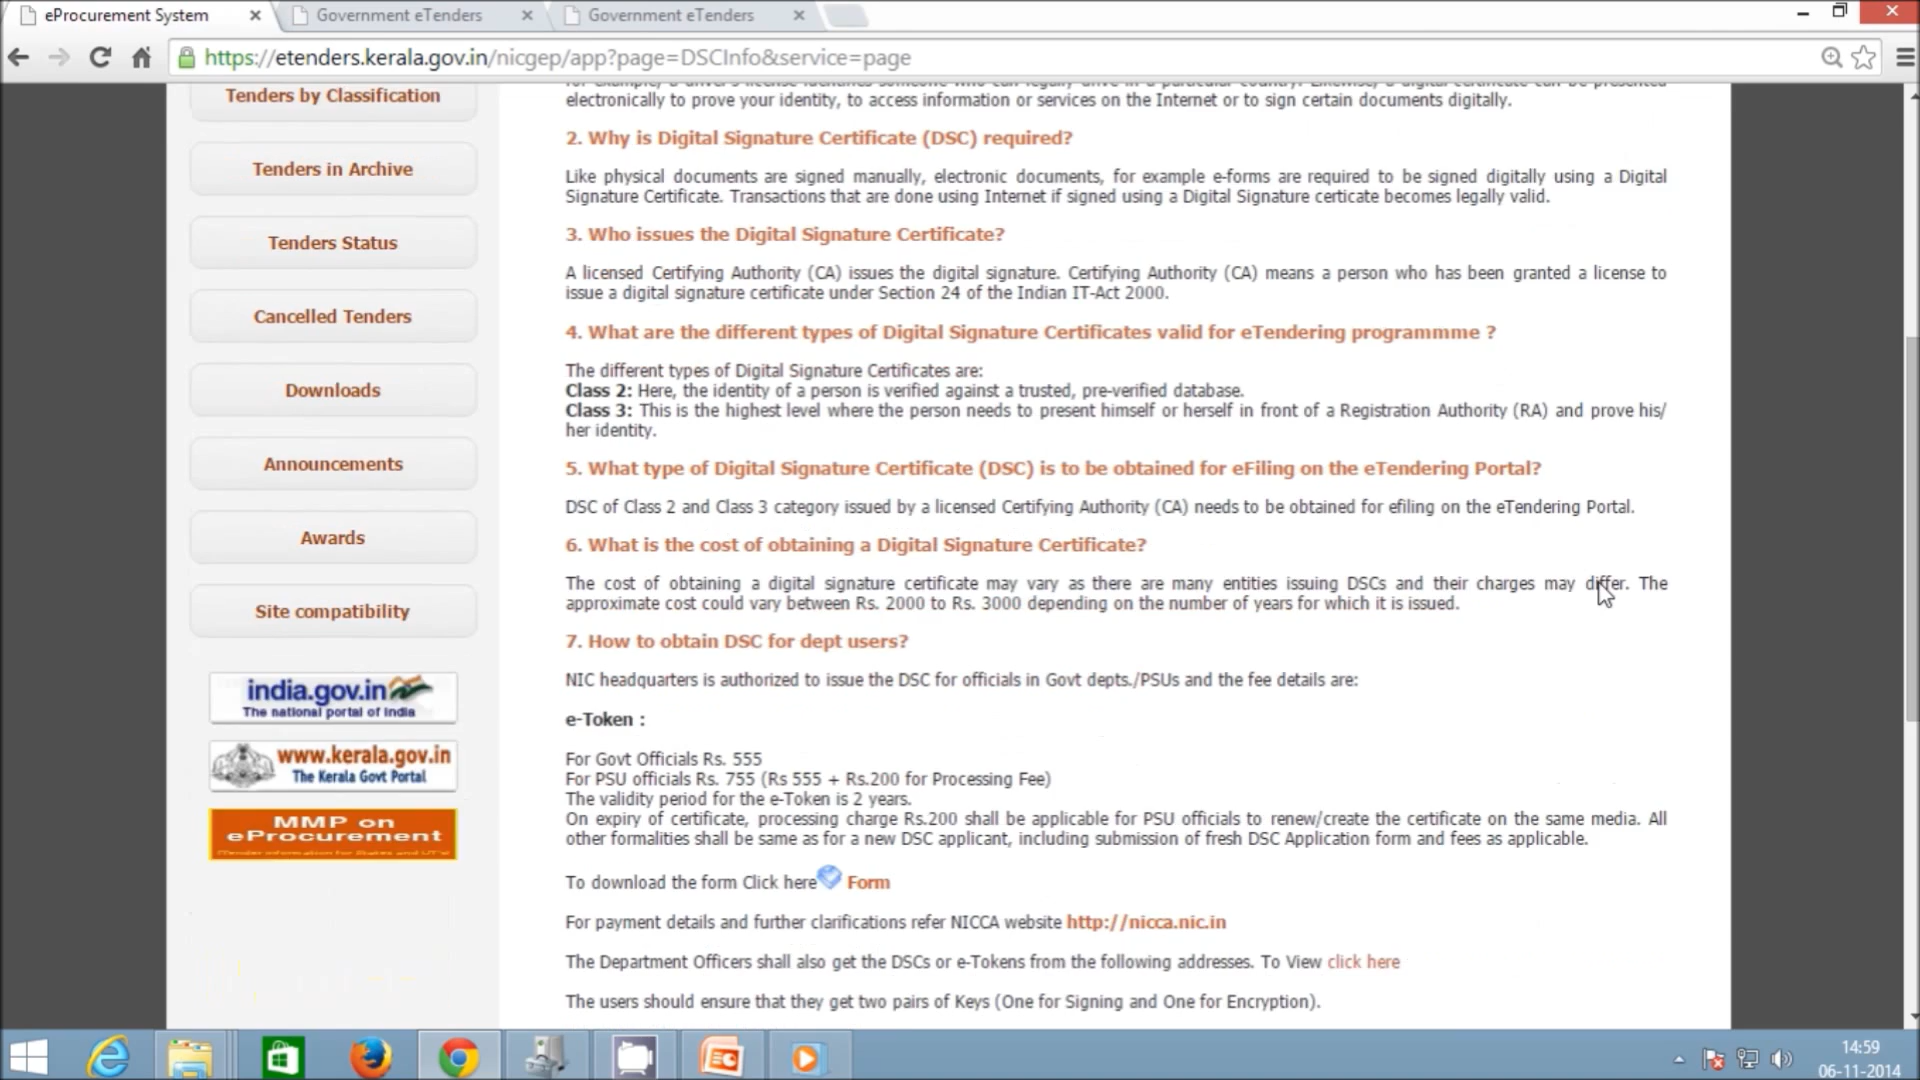 eProcurement System
Government eTenders
Government eTenders
https://etenders.kerala.gov.in/nicgep/app?page=DSCInfo&service=page
Tenders by Classification
Tenders in Archive
Tenders Status
Cancelled Tenders
Downloads
Announcements
Awards
Site compatibility
india.gov.in
The national portal of India
www.kerala.gov.in
The Kerala Govt Portal
MMP on
eProcurement
electronically to prove your identity, to access information or services on the Internet or to sign certain documents digitally.
2. Why is Digital Signature Certificate (DSC) required?
Like physical documents are signed manually, electronic documents, for example e-forms are required to be signed digitally using a Digital
Signature Certificate. Transactions that are done using Internet if signed using a Digital Signature certicate becomes legally valid.
3. Who issues the Digital Signature Certificate?
A licensed Certifying Authority (CA) issues the digital signature. Certifying Authority (CA) means a person who has been granted a license to
issue a digital signature certificate under Section 24 of the Indian IT-Act 2000.
4. What are the different types of Digital Signature Certificates valid for eTendering programmme ?
The different types of Digital Signature Certificates are:
Class 2: Here, the identity of a person is verified against a trusted, pre-verified database.
Class 3: This is the highest level where the person needs to present himself or herself in front of a Registration Authority (RA) and prove his/
her identity.
5. What type of Digital Signature Certificate (DSC) is to be obtained for eFiling on the eTendering Portal?
DSC of Class 2 and Class 3 category issued by a licensed Certifying Authority (CA) needs to be obtained for efiling on the eTendering Portal.
6. What is the cost of obtaining a Digital Signature Certificate?
The cost of obtaining a digital signature certificate may vary as there are many entities issuing DSCs and their charges may differ. The
approximate cost could vary between Rs. 2000 to Rs. 3000 depending on the number of years for which it is issued.
7. How to obtain DSC for dept users?
NIC headquarters is authorized to issue the DSC for officials in Govt depts./PSUs and the fee details are:
e-Token :
For Govt Officials Rs. 555
For PSU officials Rs. 755 (Rs 555 + Rs.200 for Processing Fee)
The validity period for the e-Token is 2 years.
On expiry of certificate, processing charge Rs.200 shall be applicable for PSU officials to renew/create the certificate on the same media. All
other formalities shall be same as for a new DSC applicant, including submission of fresh DSC Application form and fees as applicable.
To download the form Click here Form
For payment details and further clarifications refer NICCA website http://nicca.nic.in
The Department Officers shall also get the DSCs or e-Tokens from the following addresses. To View click here
The users should ensure that they get two pairs of Keys (One for Signing and One for Encryption).
14:59
06-11-2014